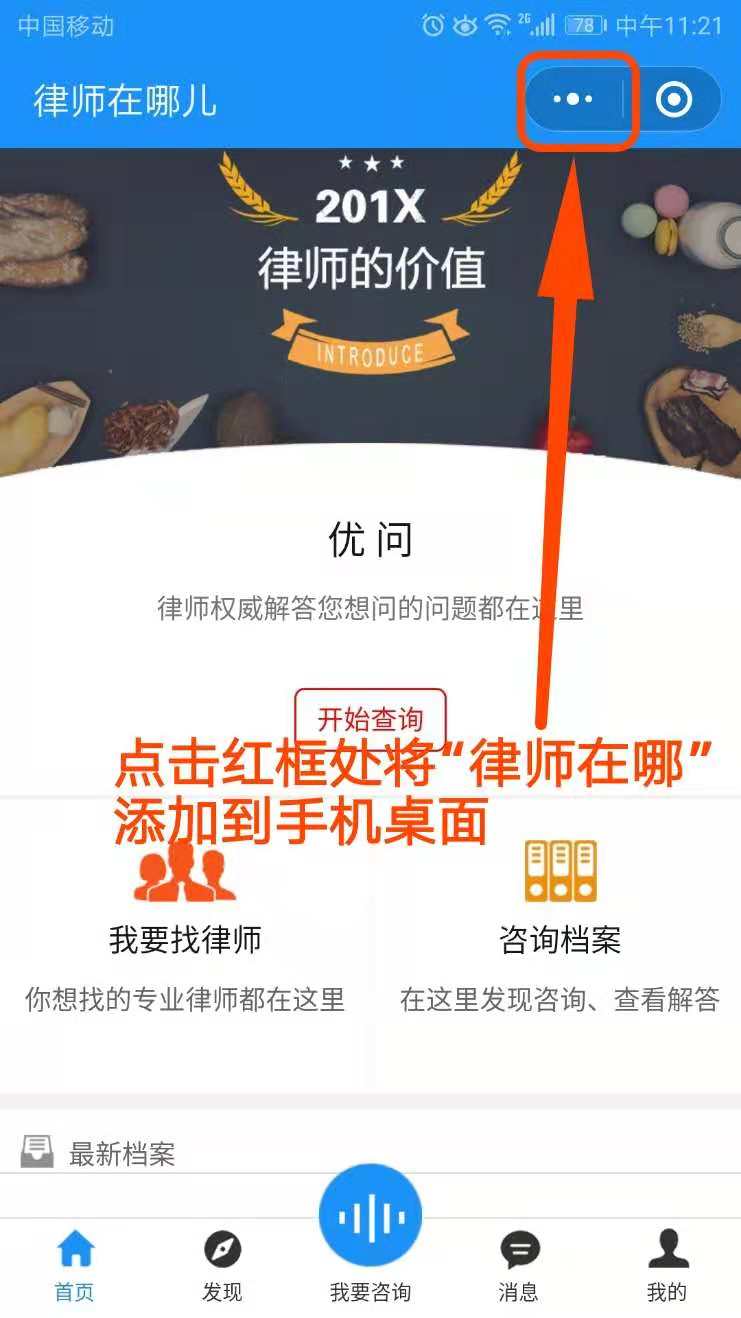 中国移动
2G
78
中午11:21
律师在哪儿
201X
律师的价值
INTRODUCE
优问
律师权威解答您想问的问题都在这里
开始查询
点击红框处将“律师在哪”
添加到手机桌面
我要找律师
咨询档案
你想找的专业律师都在这里
在这里发现咨询、查看解答
最新档案
首页
发现
我要咨询
消息
我的